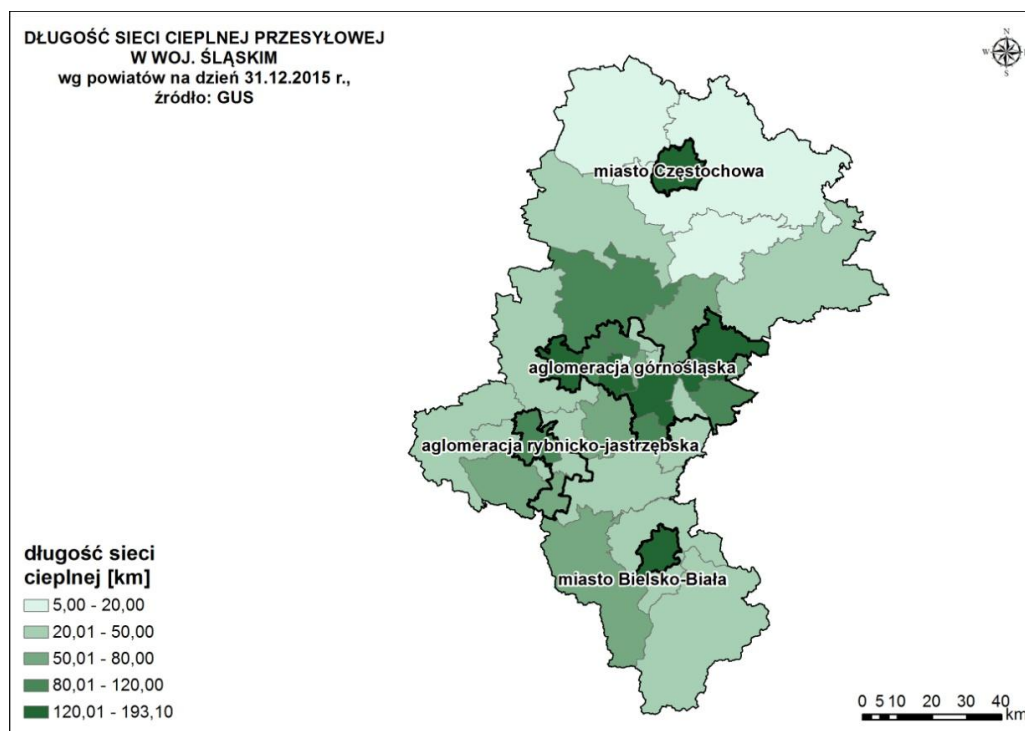 DŁUGOŚĆ SIECI CIEPLNEJ PRZESYŁOWEJ
W WOJ. ŚLĄSKIM
wg powiatów na dzień 31.12.2015 r.,
źródło: GUS
N
W E
S
miasto Częstochowa
aglomeracja górnośląska
aglomeracja rybnicko-jastrzębska
miasto Bielsko-Biała
długość sieci
cieplnej [km]
5,00 - 20,00
20,01 - 50,00
50,01 - 80,00
80,01 - 120,00
120,01 - 193,10
0 5 10 20 30 40
km